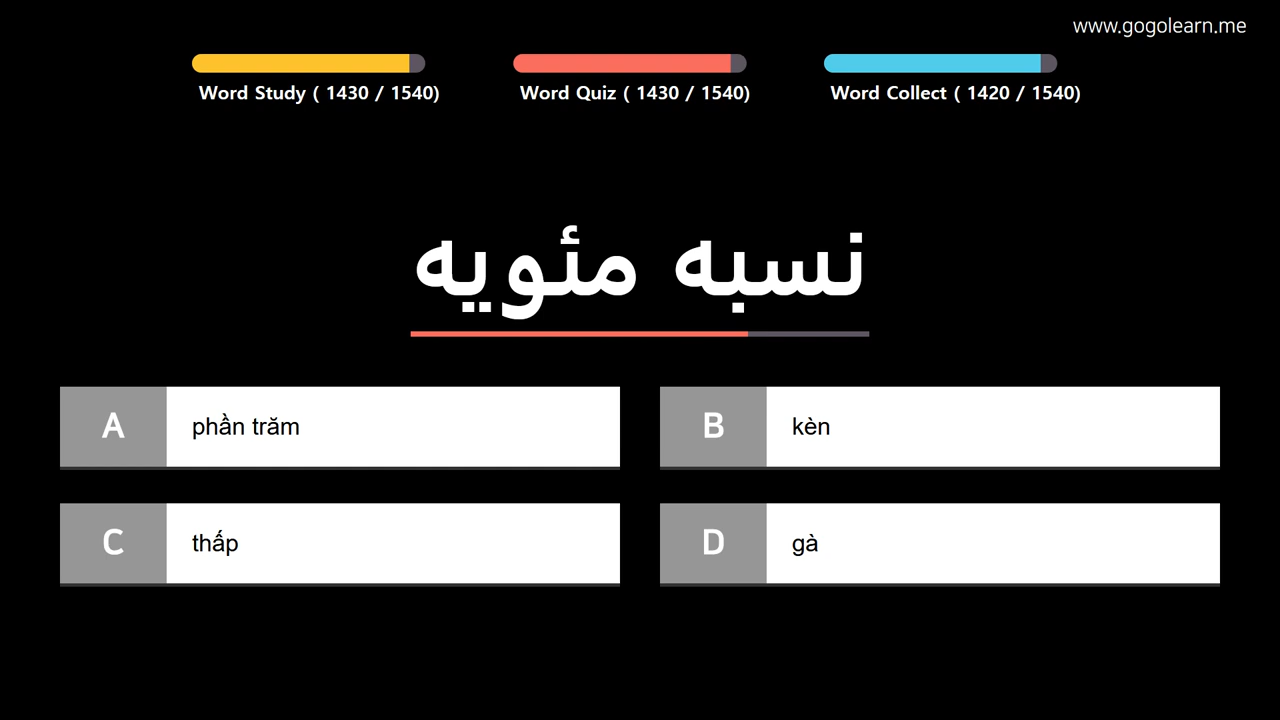 www.gogolearn.me
Word Study ( 1430 / 1540)
Word Quiz ( 1430 / 1540)
Word Collect ( 1420 / 1540)
نسبه مئويه
A
phần trăm
B
kèn
C
thấp
D
gà